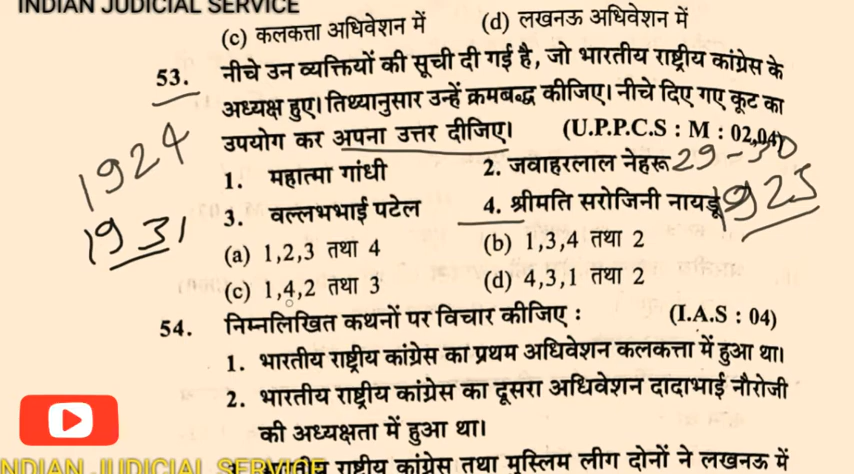 INDIAN JUDICIAL SERVICE
(c) कलकत्ता अधिवेशन में (d) लखनऊ अधिवेशन में
53. नीचे उन व्यक्तियों की सूची दी गई है, जो भारतीय राष्ट्रीय कांग्रेस के
अध्यक्ष हुए। तिथ्यानुसार उन्हें क्रमबद्ध कीजिए। नीचे दिए गए कूट का
उपयोग कर अपना उत्तर दीजिए। (U.P.P.C.S : M : 02,04)
1924
1. महात्मा गांधी 2. जवाहरलाल नेहरू 29-30
3. वल्लभभाई पटेल 4. श्रीमति सरोजिनी नायडू 1925
1931
(a) 1,2,3 तथा 4 (b) 1,3,4 तथा 2
(c) 1,4,2 तथा 3 (d) 4,3,1 तथा 2
54. निम्नलिखित कथनों पर विचार कीजिए : (I.A.S : 04)
1. भारतीय राष्ट्रीय कांग्रेस का प्रथम अधिवेशन कलकत्ता में हुआ था।
2. भारतीय राष्ट्रीय कांग्रेस का दूसरा अधिवेशन दादाभाई नौरोजी
की अध्यक्षता में हुआ था।
INDIAN JUDICIAL SERVICE
राष्ट्रीय कांग्रेस तथा मुस्लिम लीग दोनों ने लखनऊ में